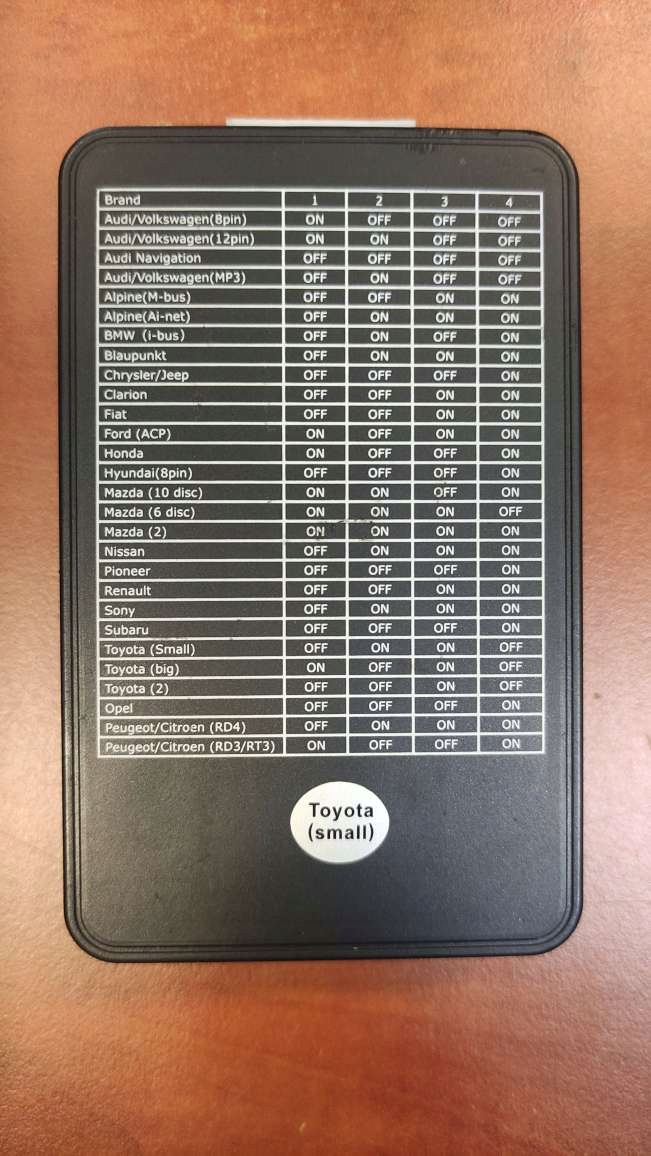 Brand 1 2 3 4
Audi/Volkswagen(8pin) ON OFF OFF OFF
Audi/Volkswagen(12pin) ON ON OFF OFF
Audi Navigation OFF OFF OFF OFF
Audi/Volkswagen(MP3) OFF ON OFF OFF
Alpine(M-bus) OFF OFF ON ON
Alpine(Ai-net) OFF ON ON ON
BMW (i-bus) OFF ON OFF ON
Blaupunkt OFF ON ON ON
Chrysler/Jeep OFF OFF OFF ON
Clarion OFF OFF ON ON
Fiat OFF OFF ON ON
Ford (ACP) ON OFF ON ON
Honda ON OFF OFF ON
Hyundai(8pin) OFF OFF OFF ON
Mazda (10 disc) ON ON OFF ON
Mazda (6 disc) ON ON ON OFF
Mazda (2) ON ON ON ON
Nissan OFF ON ON ON
Pioneer OFF OFF OFF ON
Renault OFF OFF ON ON
Sony OFF ON ON ON
Subaru OFF OFF OFF ON
Toyota (Small) OFF ON ON OFF
Toyota (big) ON OFF ON OFF
Toyota (2) OFF OFF ON OFF
Opel OFF OFF OFF ON
Peugeot/Citroen (RD4) OFF ON ON ON
Peugeot/Citroen (RD3/RT3) ON OFF OFF ON
Toyota
(small)